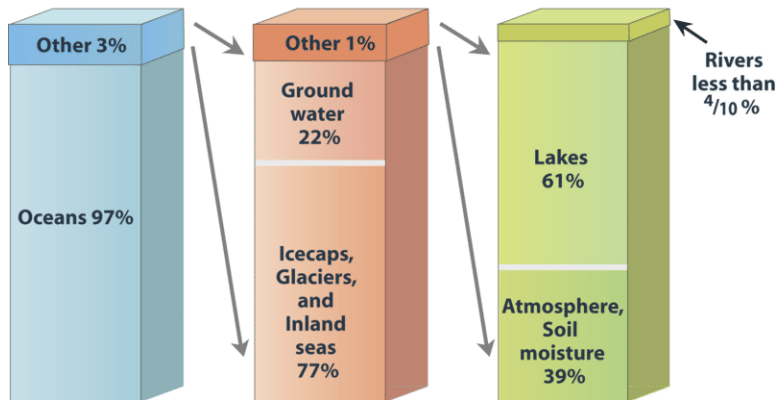 Other 3%
Oceans 97%
Other 1%
Ground
water
22%
Icecaps,
Glaciers,
and
Inland
seas
77%
Rivers
less than
4/10 %
Lakes
61%
Atmosphere,
Soil
moisture
39%